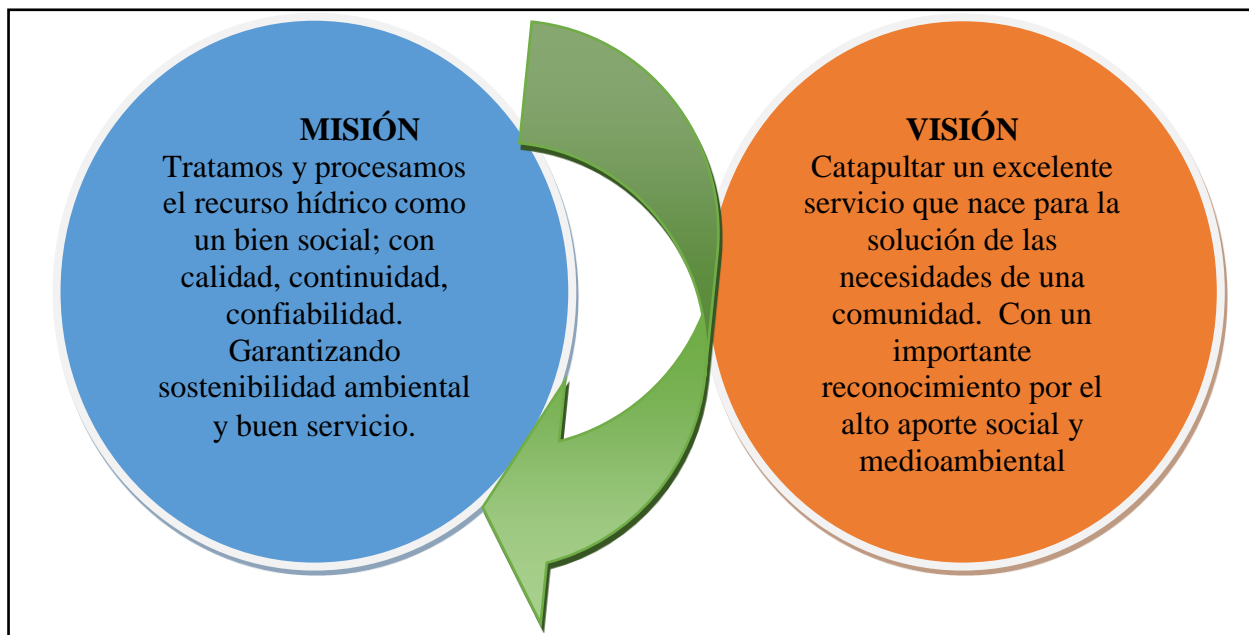 MISIÓN
Tratamos y procesamos
el recurso hídrico como
un bien social; con
calidad, continuidad,
confiabilidad.
Garantizando
sostenibilidad ambiental
y buen servicio.
VISIÓN
Catapultar un excelente
servicio que nace para la
solución de las
necesidades de una
comunidad.  Con un
importante
reconocimiento por el
alto aporte social y
medioambiental